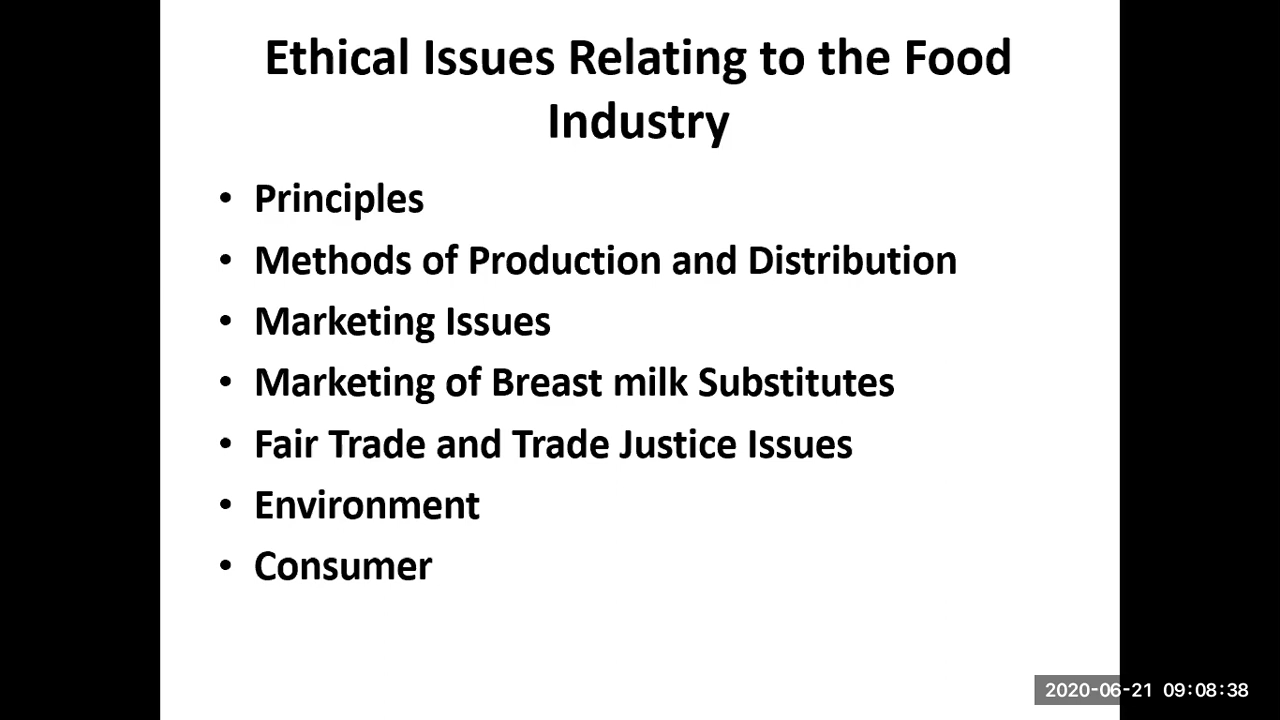 Ethical Issues Relating to the Food
Industry
• Principles
• Methods of Production and Distribution
• Marketing Issues
• Marketing of Breast milk Substitutes
• Fair Trade and Trade Justice Issues
• Environment
• Consumer
2020-06-21 09:08:38